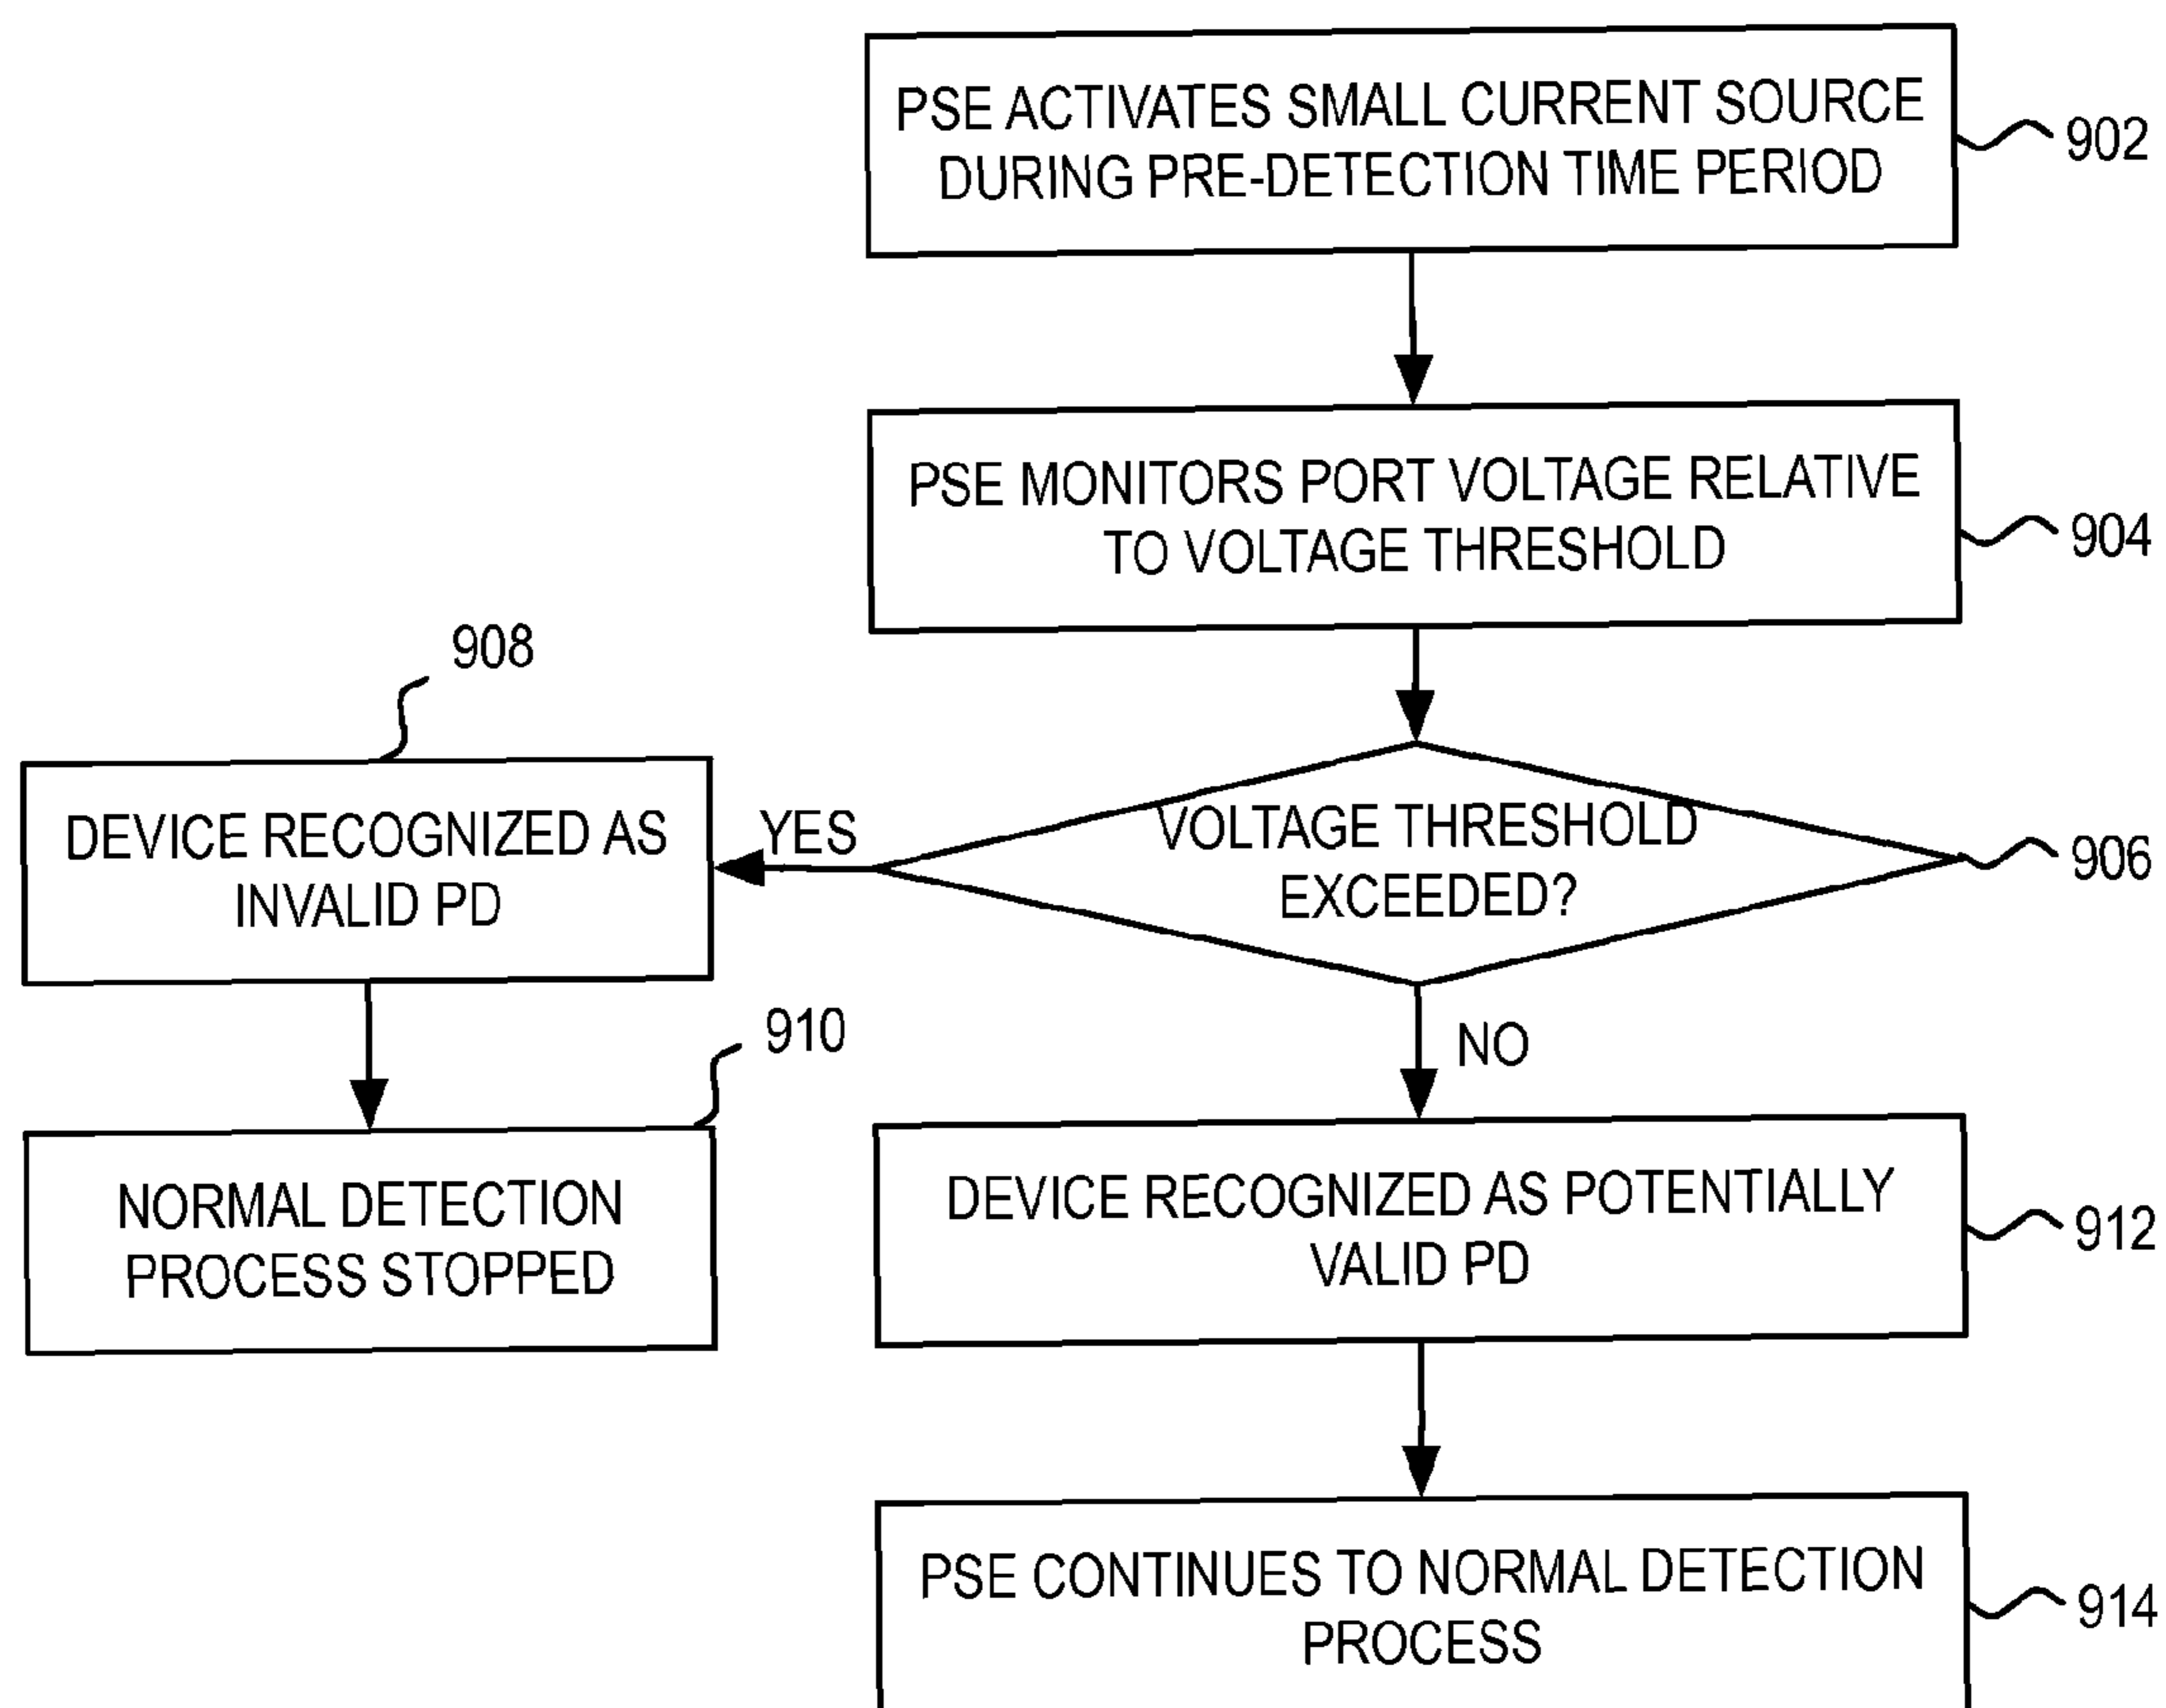 PSE ACTIVATES SMALL CURRENT SOURCE
DURING PRE-DETECTION TIME PERIOD
902
PSE MONITORS PORT VOLTAGE RELATIVE
TO VOLTAGE THRESHOLD
904
908
DEVICE RECOGNIZED AS
INVALID PD
YES
VOLTAGE THRESHOLD
EXCEEDED?
906
910
NO
NORMAL DETECTION
PROCESS STOPPED
DEVICE RECOGNIZED AS POTENTIALLY
VALID PD
912
PSE CONTINUES TO NORMAL DETECTION
PROCESS
914